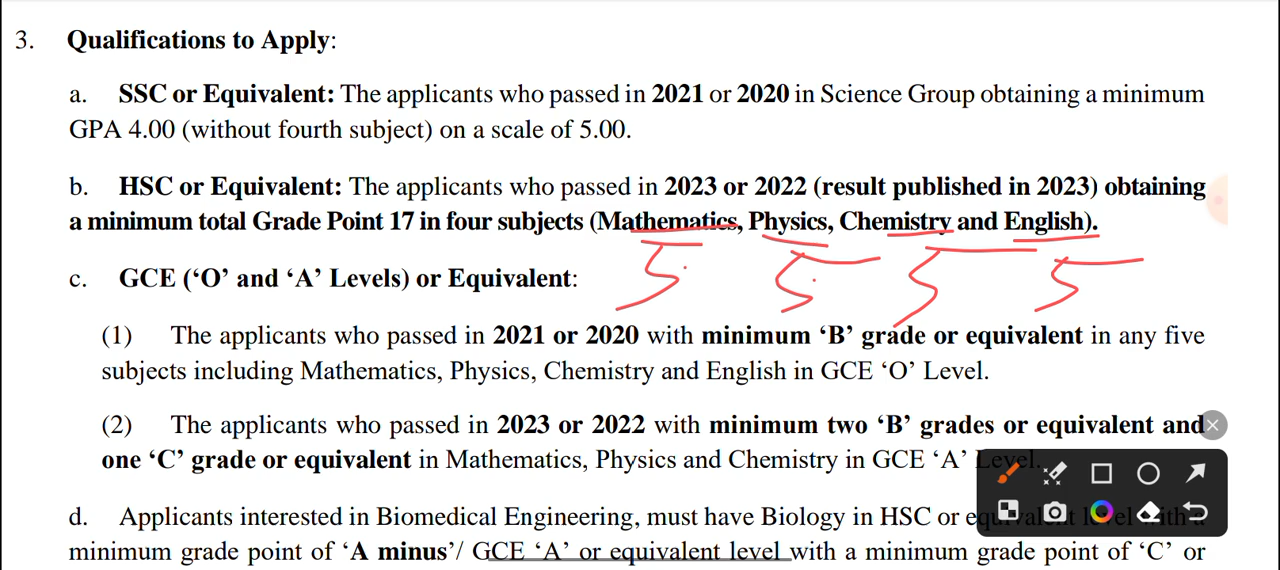 3. Qualifications to Apply:
a. SSC or Equivalent: The applicants who passed in 2021 or 2020 in Science Group obtaining a minimum
GPA 4.00 (without fourth subject) on a scale of 5.00.
b. HSC or Equivalent: The applicants who passed in 2023 or 2022 (result published in 2023) obtaining
a minimum total Grade Point 17 in four subjects (Mathematics, Physics, Chemistry and English).
5 5 5 5
c. GCE (‘O’ and ‘A’ Levels) or Equivalent:
(1) The applicants who passed in 2021 or 2020 with minimum ‘B’ grade or equivalent in any five
subjects including Mathematics, Physics, Chemistry and English in GCE ‘O’ Level.
(2) The applicants who passed in 2023 or 2022 with minimum two ‘B’ grades or equivalent and
one ‘C’ grade or equivalent in Mathematics, Physics and Chemistry in GCE ‘A’ Level.
d. Applicants interested in Biomedical Engineering, must have Biology in HSC or equivalent level with a
minimum grade point of ‘A minus’/ GCE ‘A’ or equivalent level with a minimum grade point of ‘C’ or